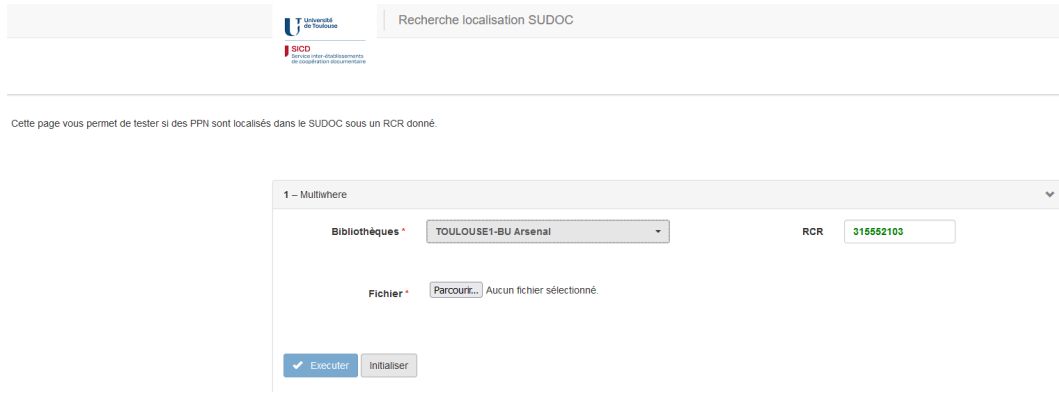 Université
de Toulouse
Recherche localisation SUDOC
SICD
Service inter-établissements
de coopération documentaire
Cette page vous permet de tester si des PPN sont localisés dans le SUDOC sous un RCR donné.
1 – Multiwhere
Bibliothèques * TOULOUSE1-BU Arsenal RCR 315552103
Fichier * Parcourir... Aucun fichier sélectionné.
Executer Initialiser